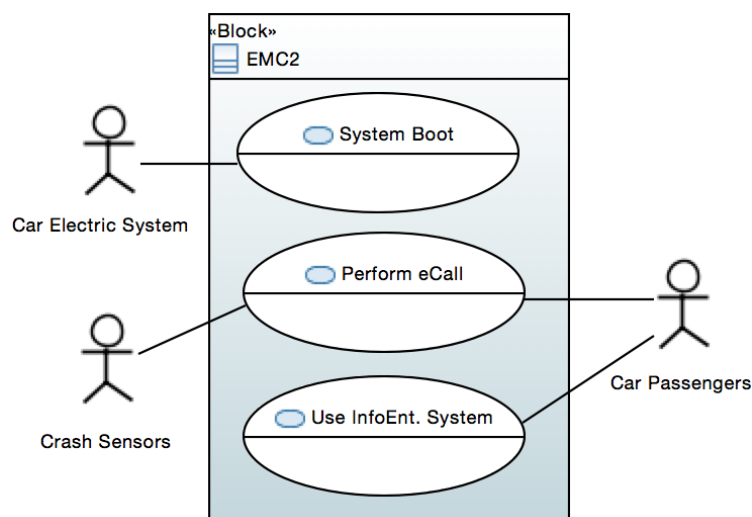 «Block»
EMC2
System Boot
Car Electric System
Perform eCall
Car Passengers
Use InfoEnt. System
Crash Sensors